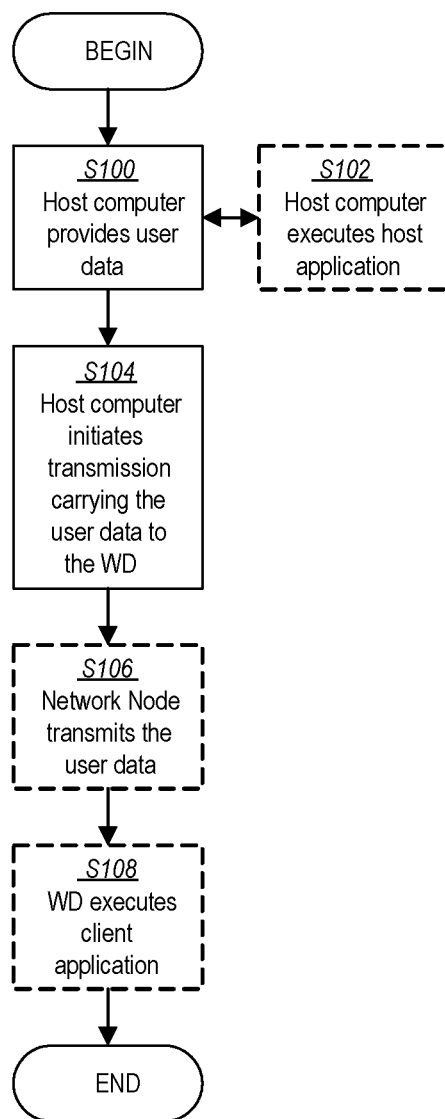 BEGIN
S100
Host computer
provides user
data
S102
Host computer
executes host
application
S104
Host computer
initiates
transmission
carrying the
user data to
the WD
S106
Network Node
transmits the
user data
S108
WD executes
client
application
END